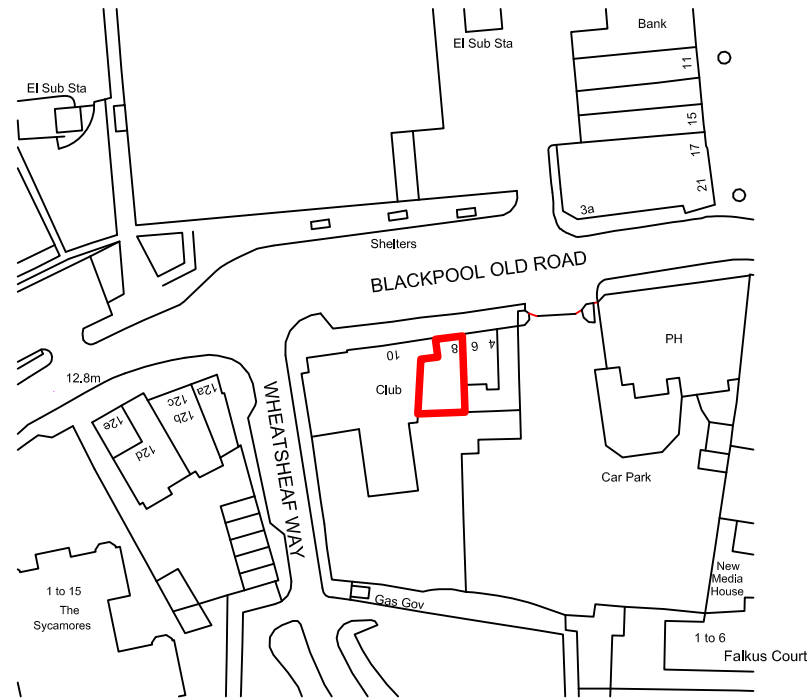 Bank
El Sub Sta
11
El Sub Sta
15
17
21
3a
Shelters
BLACKPOOL OLD ROAD
PH
10
8
6
4
12.8m
Club
12a
12c
12b
12e
12d
WHEATSHEAF WAY
Car Park
New
Media
House
1 to 15
The
Sycamores
Gas Gov
1 to 6
Falkus Court